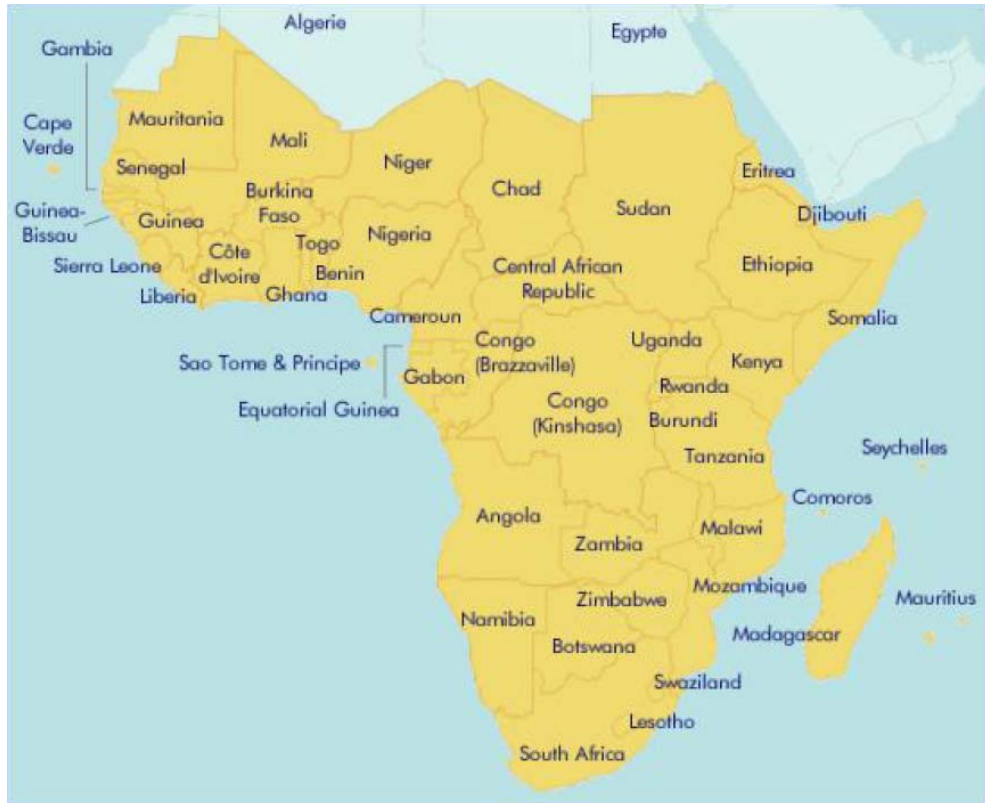 Algerie
Egypte
Gambia
Cape
Verde
Mauritania
Mali
Niger
Chad
Sudan
Eritrea
Senegal
Burkina
Faso
Djibouti
Guinea-
Bissau
Guinea
Nigeria
Togo
Ethiopia
Sierra Leone
Côte
d'Ivoire
Benin
Central African
Republic
Liberia
Ghana
Cameroun
Somalia
Sao Tome & Principe
Gabon
Congo
(Brazzaville)
Uganda
Kenya
Equatorial Guinea
Rwanda
Congo
(Kinshasa)
Burundi
Tanzania
Seychelles
Comoros
Angola
Malawi
Zambia
Mozambique
Mauritius
Namibia
Zimbabwe
Madagascar
Botswana
Swaziland
Lesotho
South Africa